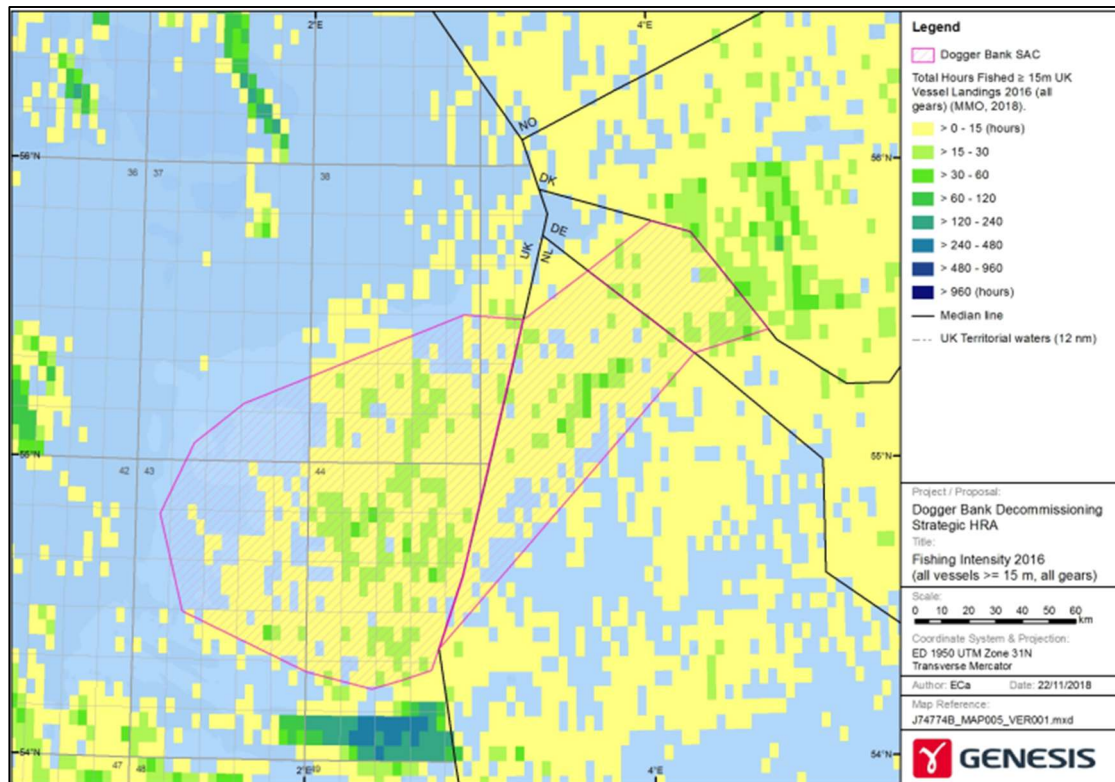 2°E
4°E
NO
56°N
56°N
36 37
38
DK
DE
UK
NL
55°N
55°N
42 43
44
54°N
54°N
47 48
2°E
49
4°E
Legend
Dogger Bank SAC
Total Hours Fished ≥ 15m UK
Vessel Landings 2016 (all
gears) (MMO, 2018).
> 0 - 15 (hours)
> 15 - 30
> 30 - 60
> 60 - 120
> 120 - 240
> 240 - 480
> 480 - 960
> 960 (hours)
Median line
UK Territorial waters (12 nm)
Project / Proposal:
Dogger Bank Decommissioning
Strategic HRA
Title:
Fishing Intensity 2016
(all vessels >= 15 m, all gears)
Scale:
0 10 20 30 40 50 60
km
Coordinate System & Projection:
ED 1950 UTM Zone 31N
Transverse Mercator
Author: ECa Date: 22/11/2018
Map Reference:
J74774B_MAP005_VER001.mxd
GENESIS